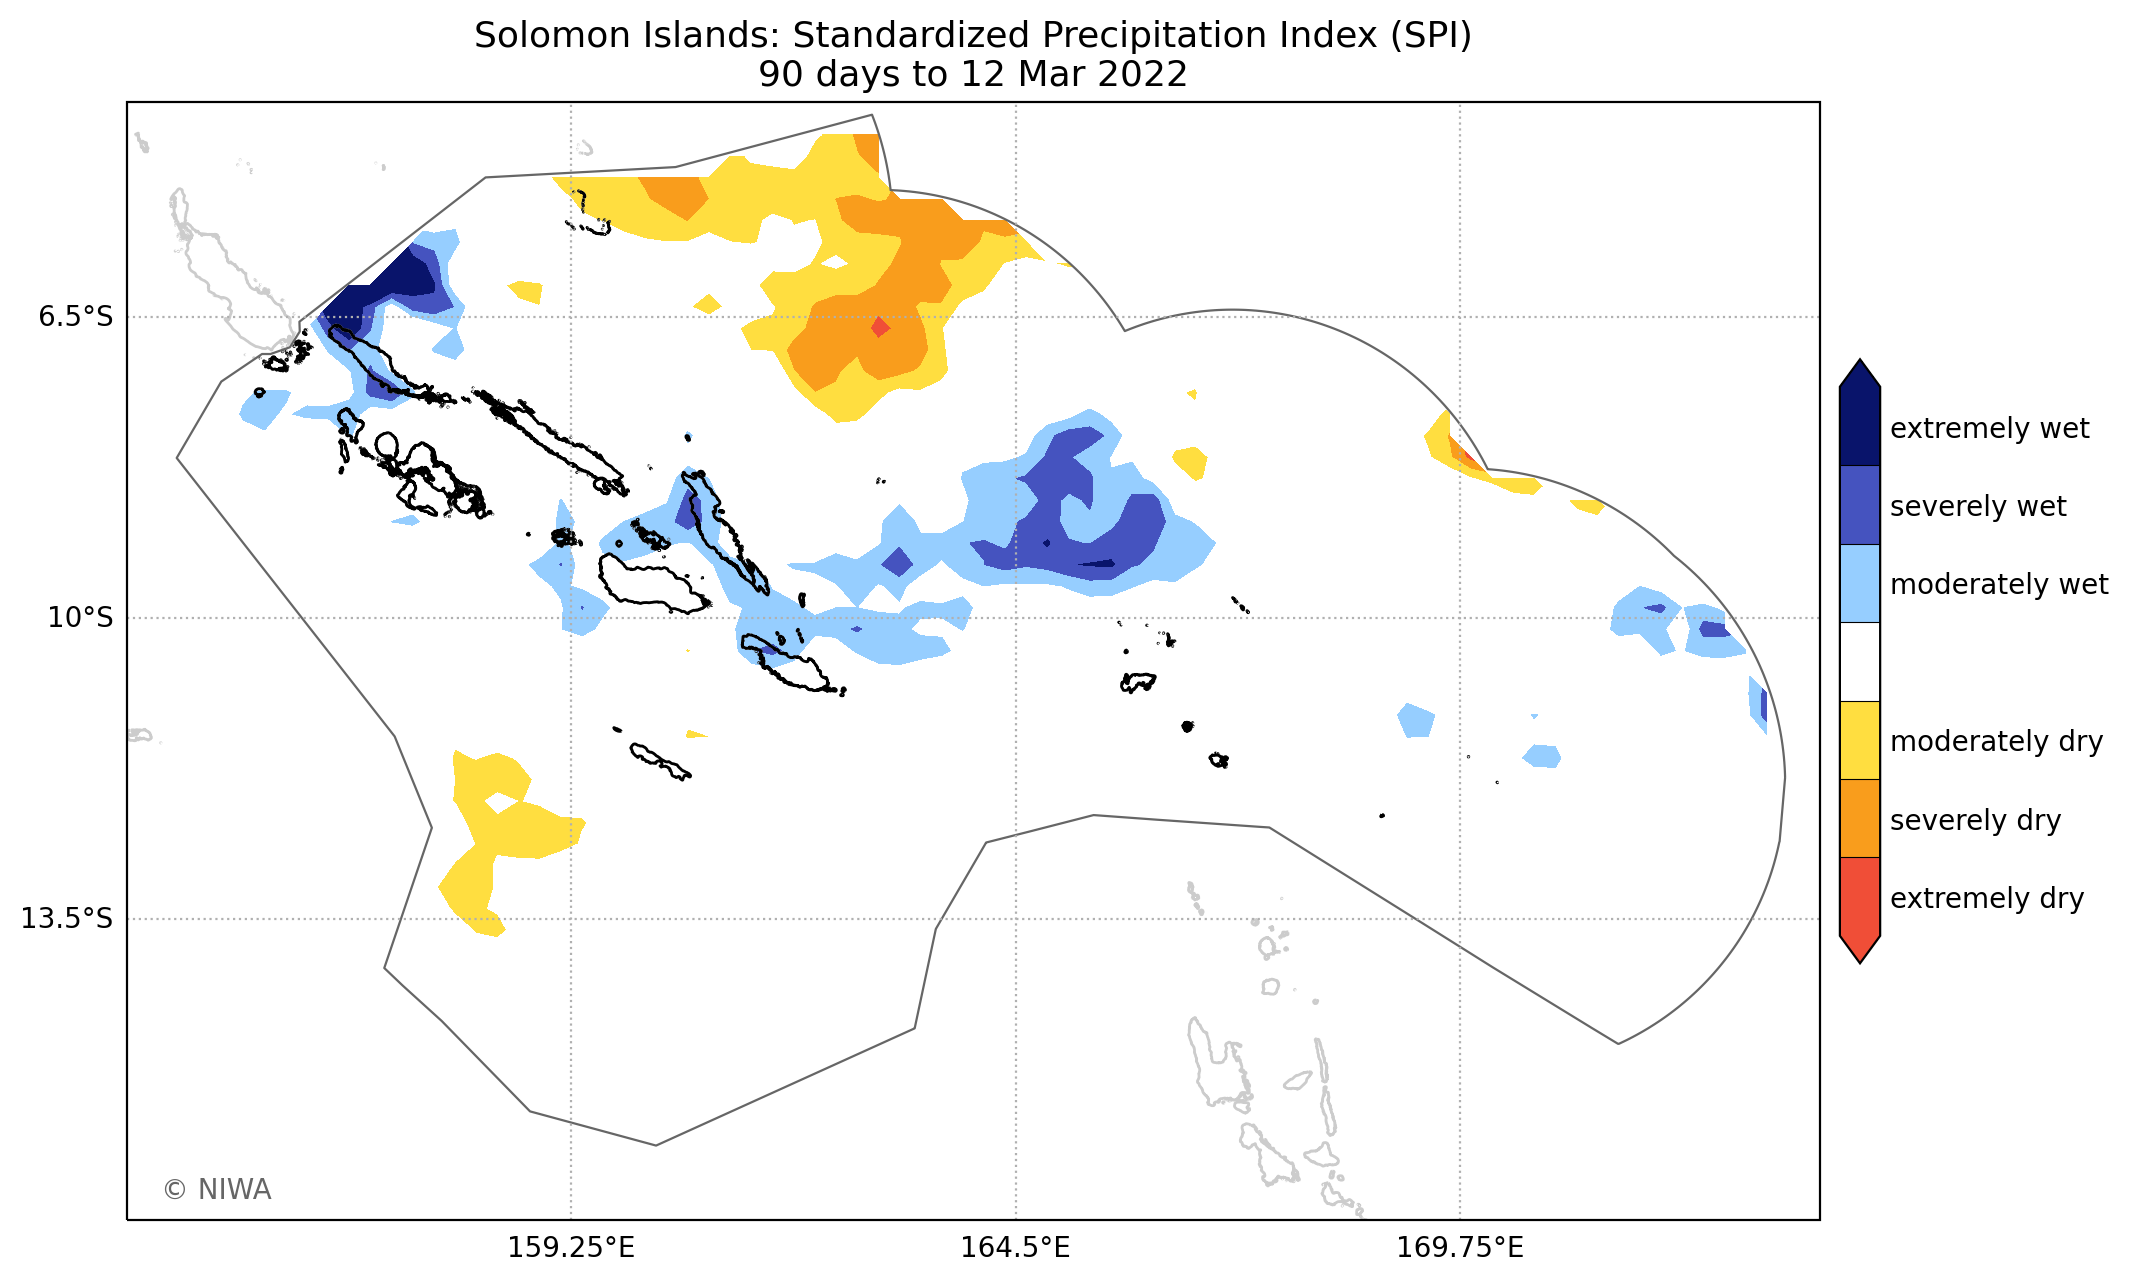 Solomon Islands: Standardized Precipitation Index (SPI)
90 days to 12 Mar 2022
6.5°S
10°S
13.5°S
159.25°E
164.5°E
169.75°E
extremely wet
severely wet
moderately wet
moderately dry
severely dry
extremely dry
© NIWA